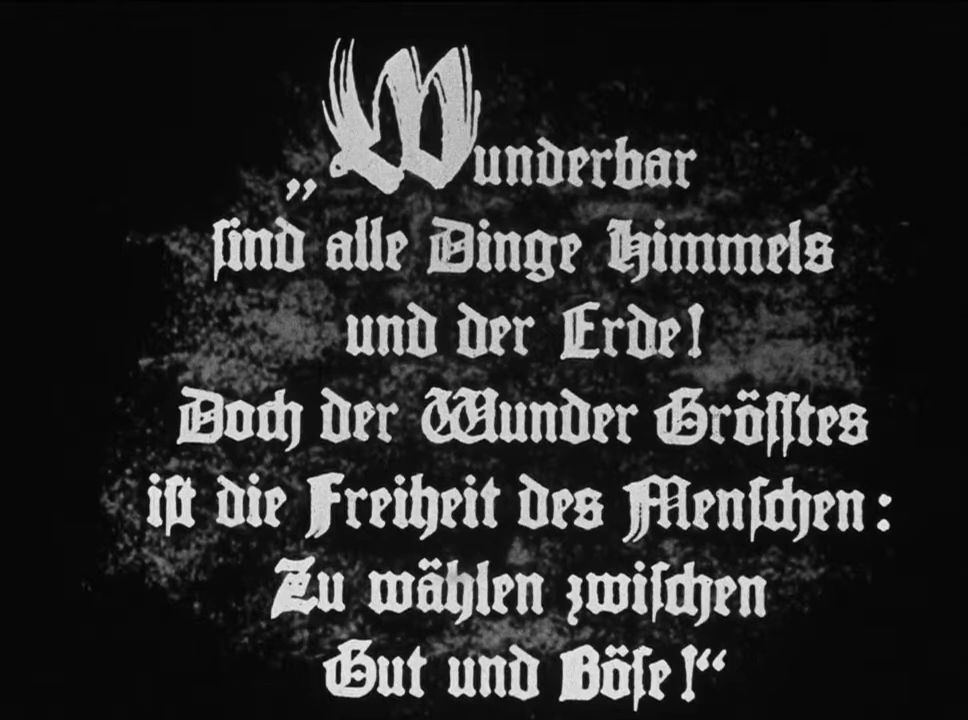 „Wunderbar
ſind alle Dinge Himmels
und der Erde!
Doch der Wunder Gröſſtes
iſt die Freiheit des Menſchen:
Zu wählen zwiſchen
Gut und Böſe!“